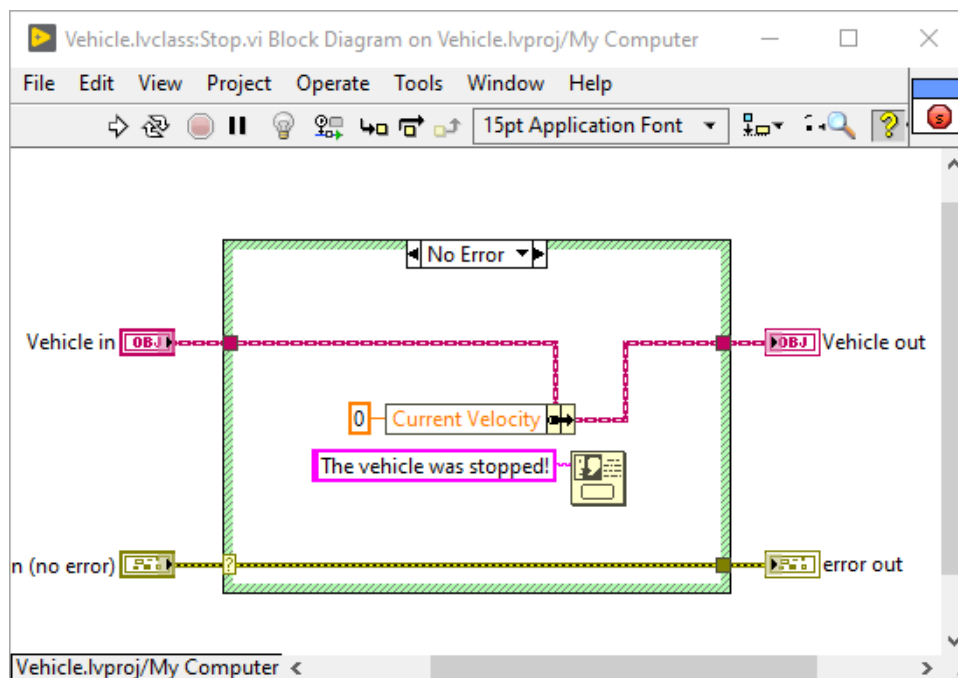 Vehicle.lvclass:Stop.vi Block Diagram on Vehicle.lvproj/My Computer
File Edit View Project Operate Tools Window Help
15pt Application Font ?
S
No Error
Vehicle in OBJ OBJ Vehicle out
0 Current Velocity
The vehicle was stopped!
n (no error) ? error out
Vehicle.lvproj/My Computer